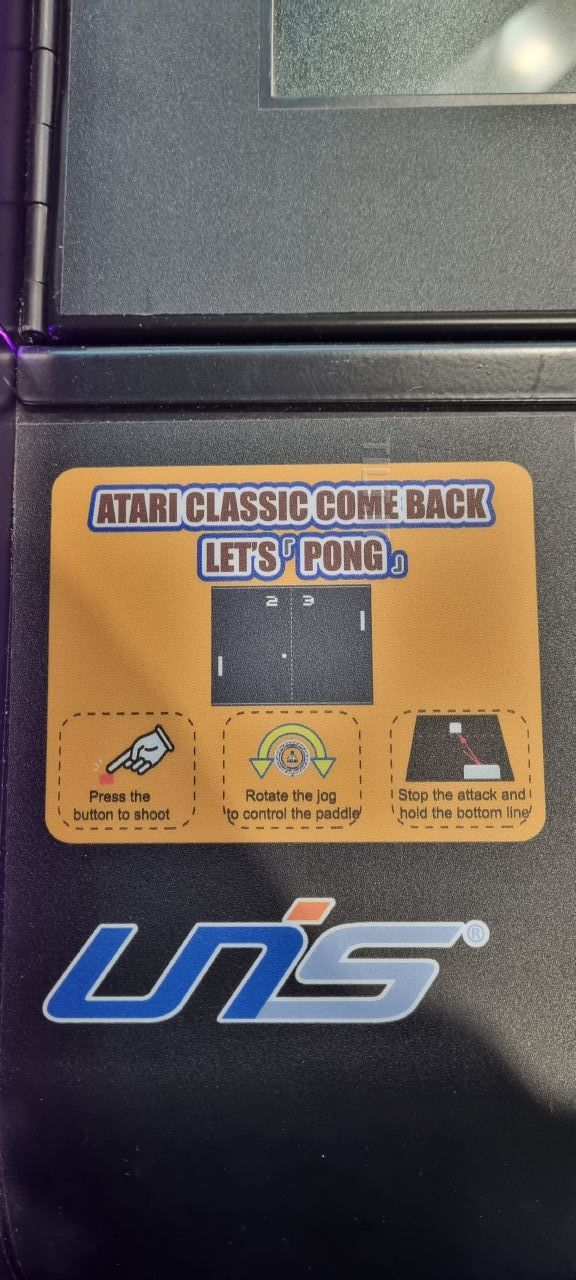 ATARI CLASSIC COME BACK
LET'S『PONG』
2 3
Press the
button to shoot
Rotate the jog
to control the paddle
Stop the attack and
hold the bottom line
UNIS®